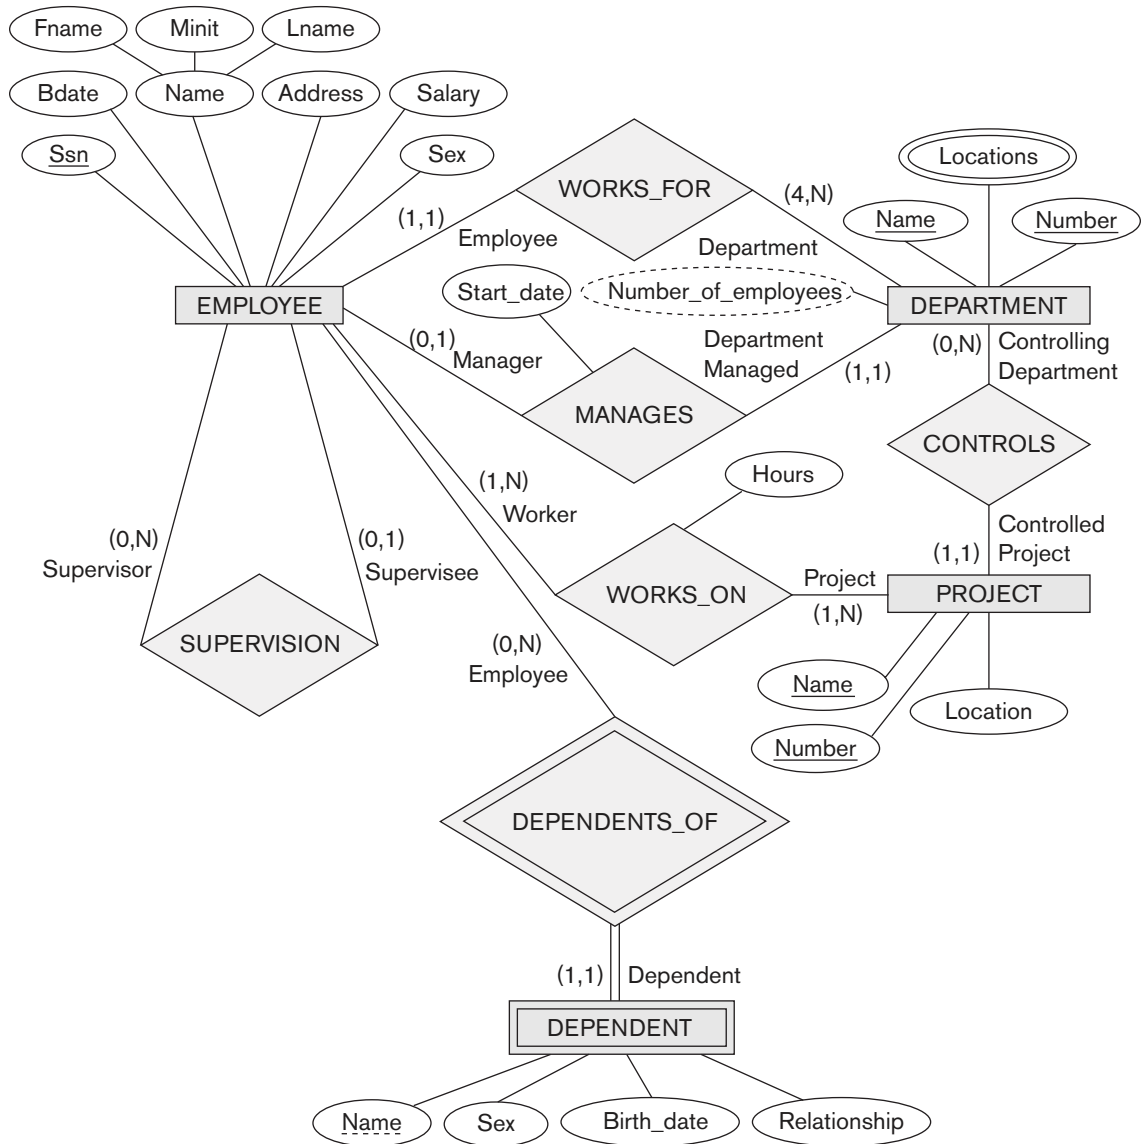 Fname Minit Lname
Bdate Name Address Salary
Ssn Sex
WORKS_FOR
Locations
(1,1)
Employee
(4,N)
Department
Name Number
Start_date
Number_of_employees
EMPLOYEE
DEPARTMENT
(0,1)
Manager
Department
Managed
(1,1)
(0,N)
Controlling
Department
MANAGES
CONTROLS
Hours
(1,N)
Worker
(0,N)
Supervisor
(0,1)
Supervisee
Controlled
Project
(1,1)
WORKS_ON
Project
(1,N)
PROJECT
SUPERVISION
(0,N)
Employee
Name
Location
Number
DEPENDENTS_OF
(1,1)
Dependent
DEPENDENT
Name Sex Birth_date Relationship